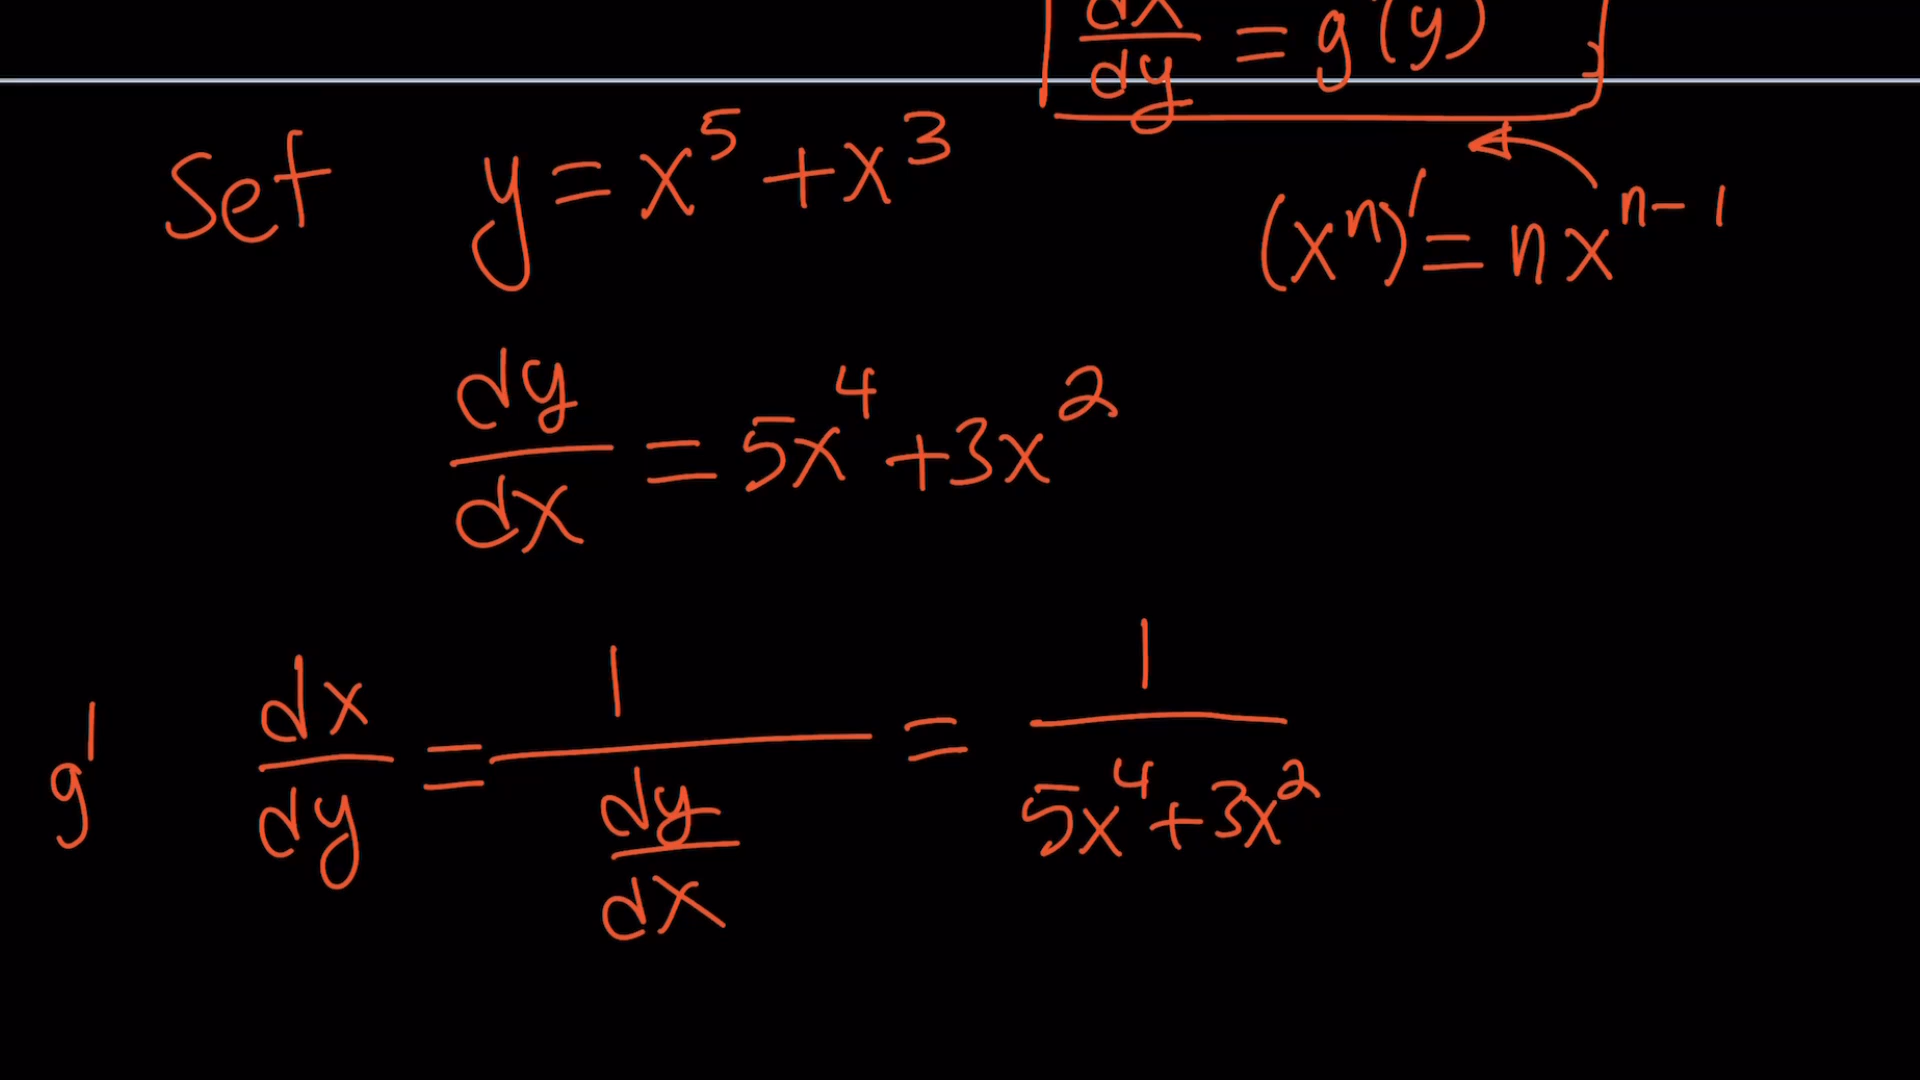 dx/dy = g'(y)
Set y = x^5 + x^3
(x^n)' = nx^(n-1)
dy/dx = 5x^4 + 3x^2
g' dx/dy = 1/(dy/dx) = 1/(5x^4 + 3x^2)